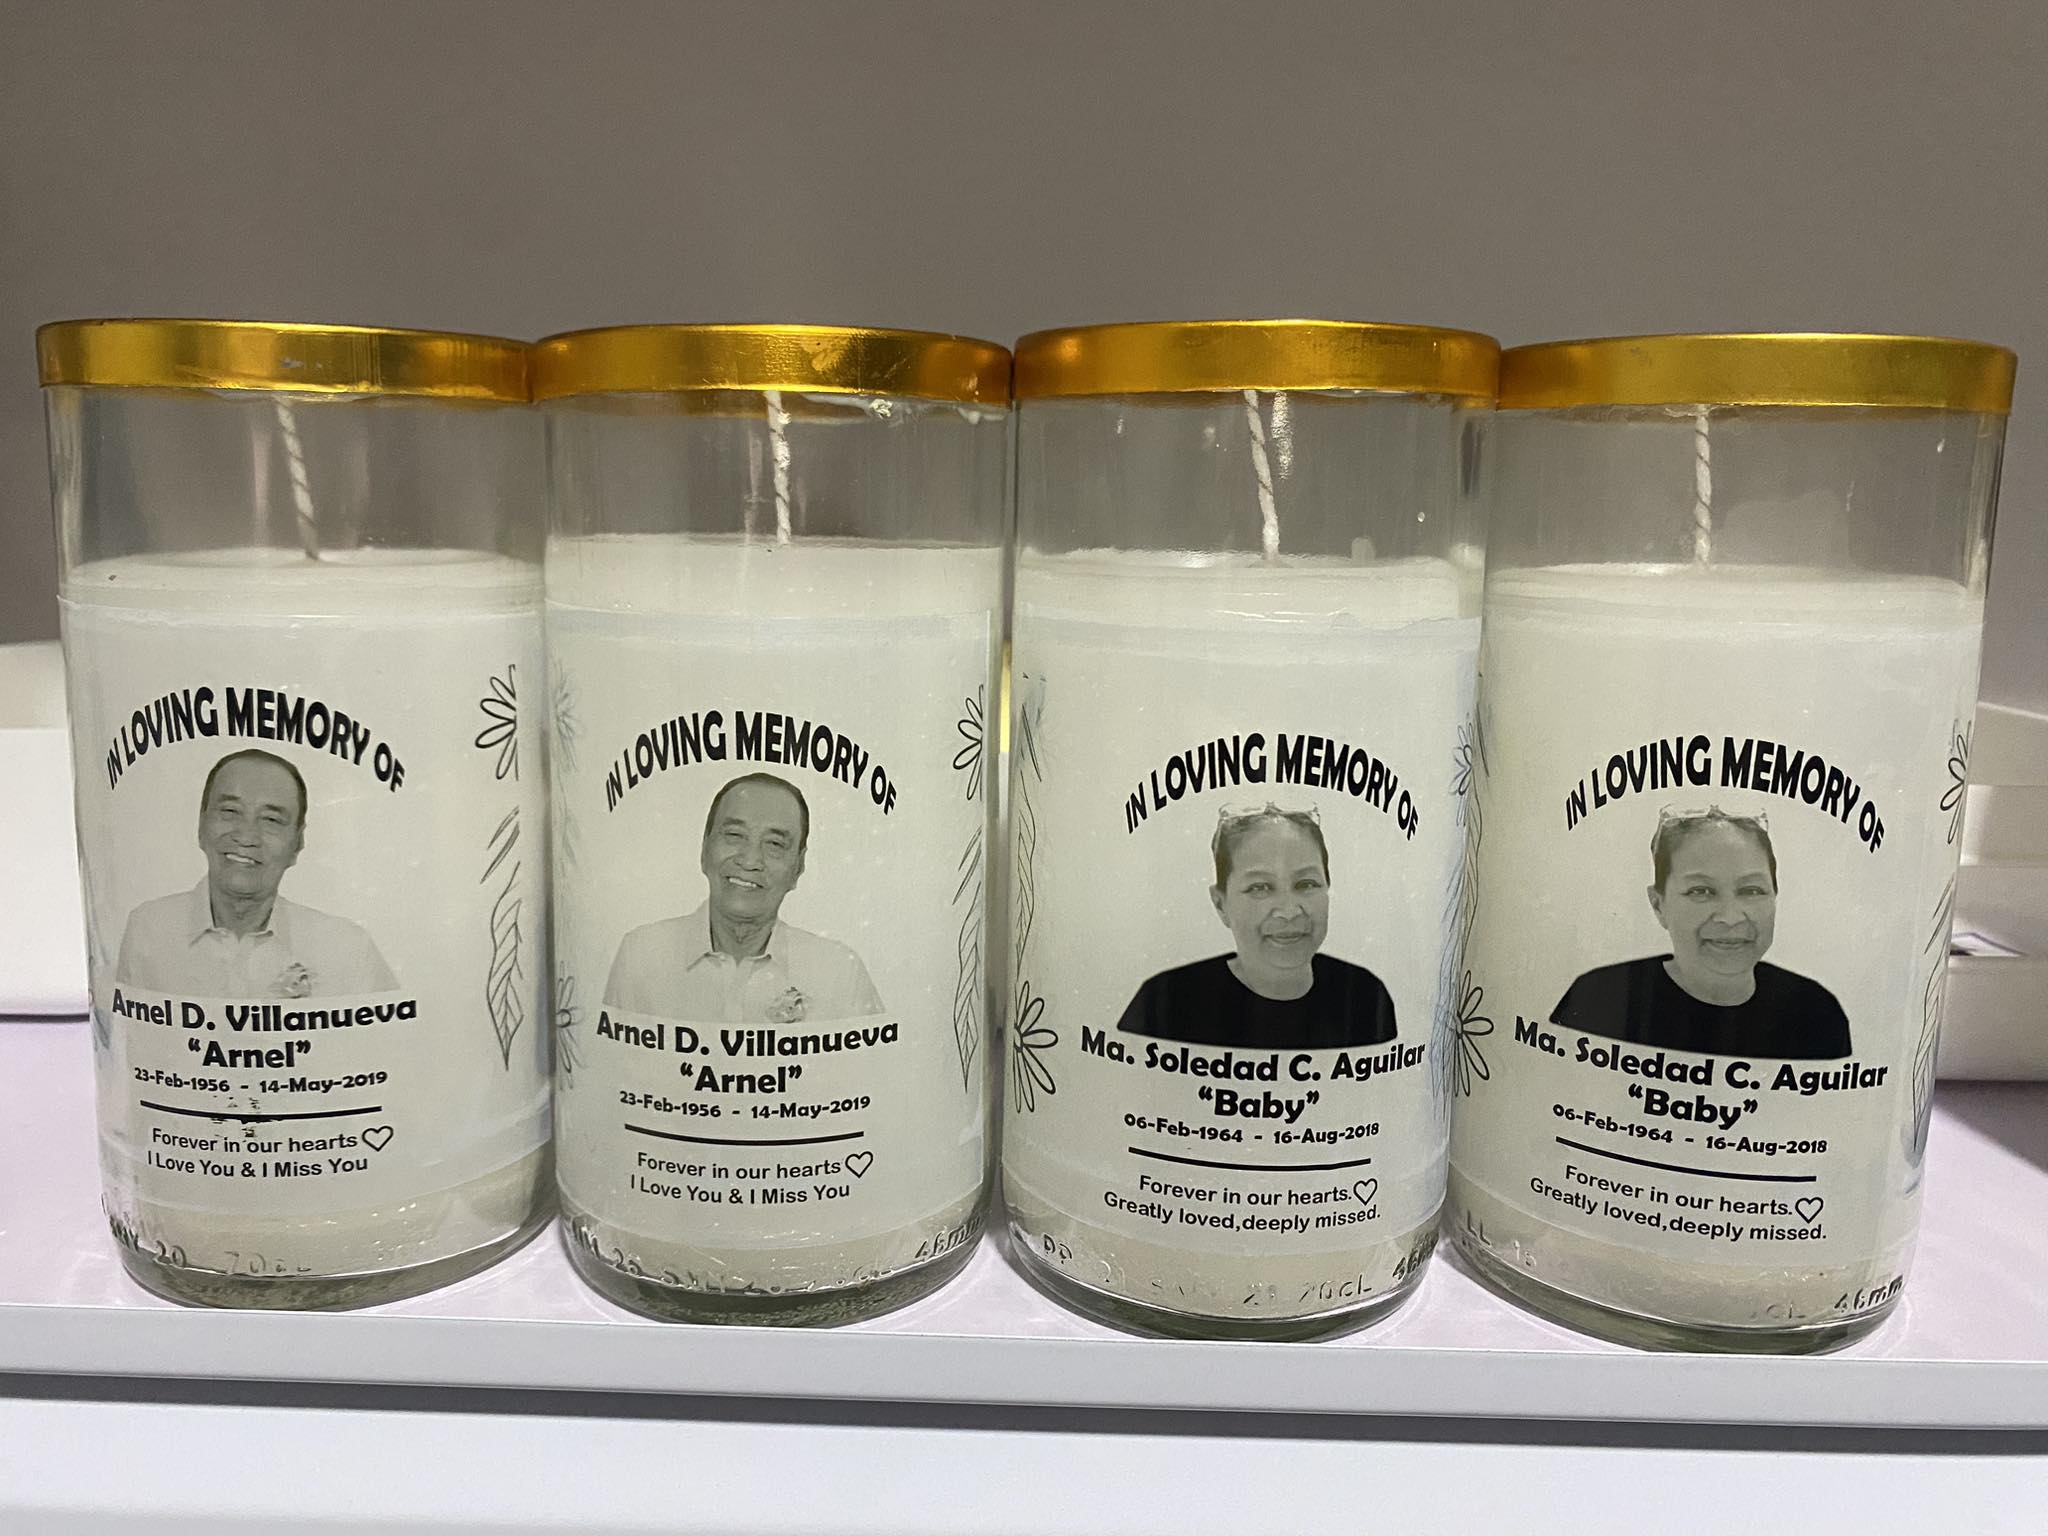 IN LOVING MEMORY OF
Arnel D. Villanueva
"Arnel"
23-Feb-1956 - 14-May-2019
Forever in our hearts♡
I Love You & I Miss You
IN LOVING MEMORY OF
Arnel D. Villanueva
"Arnel"
23-Feb-1956 - 14-May-2019
Forever in our hearts♡
I Love You & I Miss You
46mm
IN LOVING MEMORY OF
Ma. Soledad C. Aguilar
"Baby"
06-Feb-1964 - 16-Aug-2018
Forever in our hearts.♡
Greatly loved,deeply missed.
IN LOVING MEMORY OF
Ma. Soledad C. Aguilar
"Baby"
06-Feb-1964 - 16-Aug-2018
Forever in our hearts.♡
Greatly loved,deeply missed.
46mm